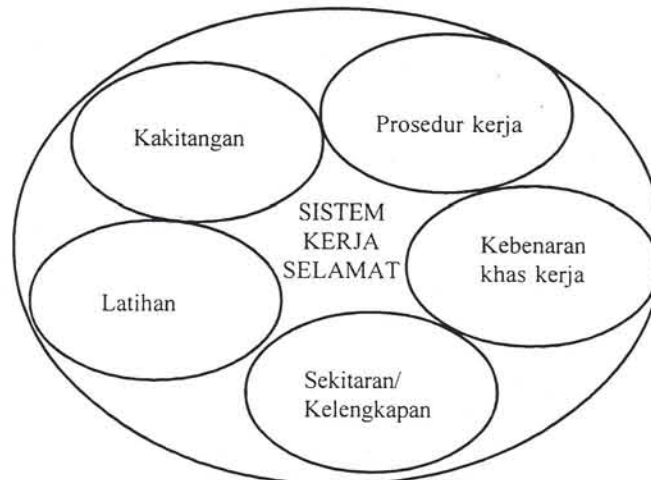 Prosedur kerja
Kakitangan
SISTEM
KERJA
SELAMAT
Kebenaran
khas kerja
Latihan
Sekitaran/
Kelengkapan